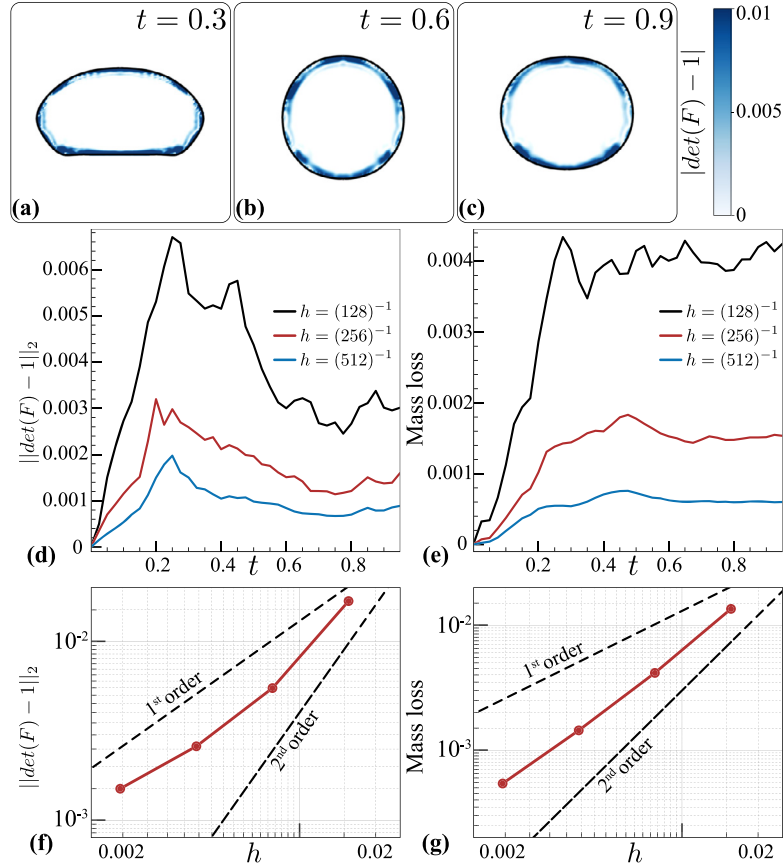 t = 0.3
t = 0.6
t = 0.9
(a)
(b)
(c)
0.01
0.005
0
|det(F) − 1|
0.006
0.005
0.004
0.003
0.002
0.001
0
||det(F) − 1||₂
h = (128)⁻¹
h = (256)⁻¹
h = (512)⁻¹
0.2
0.4
0.6
0.8
t
(d)
0.004
0.003
0.002
0.001
0
Mass loss
h = (128)⁻¹
h = (256)⁻¹
h = (512)⁻¹
0.2
0.4
0.6
0.8
t
(e)
10⁻²
10⁻³
||det(F) − 1||₂
1ˢᵗ order
2ⁿᵈ order
0.002
0.02
h
(f)
10⁻²
10⁻³
Mass loss
1ˢᵗ order
2ⁿᵈ order
0.002
0.02
h
(g)